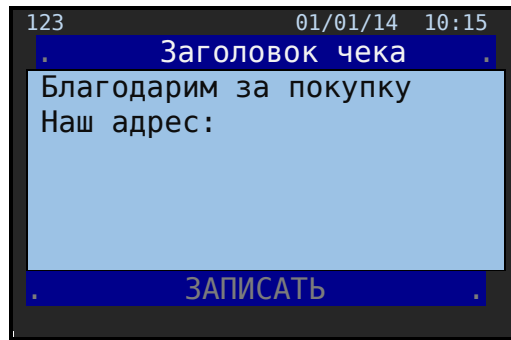 123 01/01/14 10:15
. Заголовок чека .
Благодарим за покупку
Наш адрес:
. ЗАПИСАТЬ .